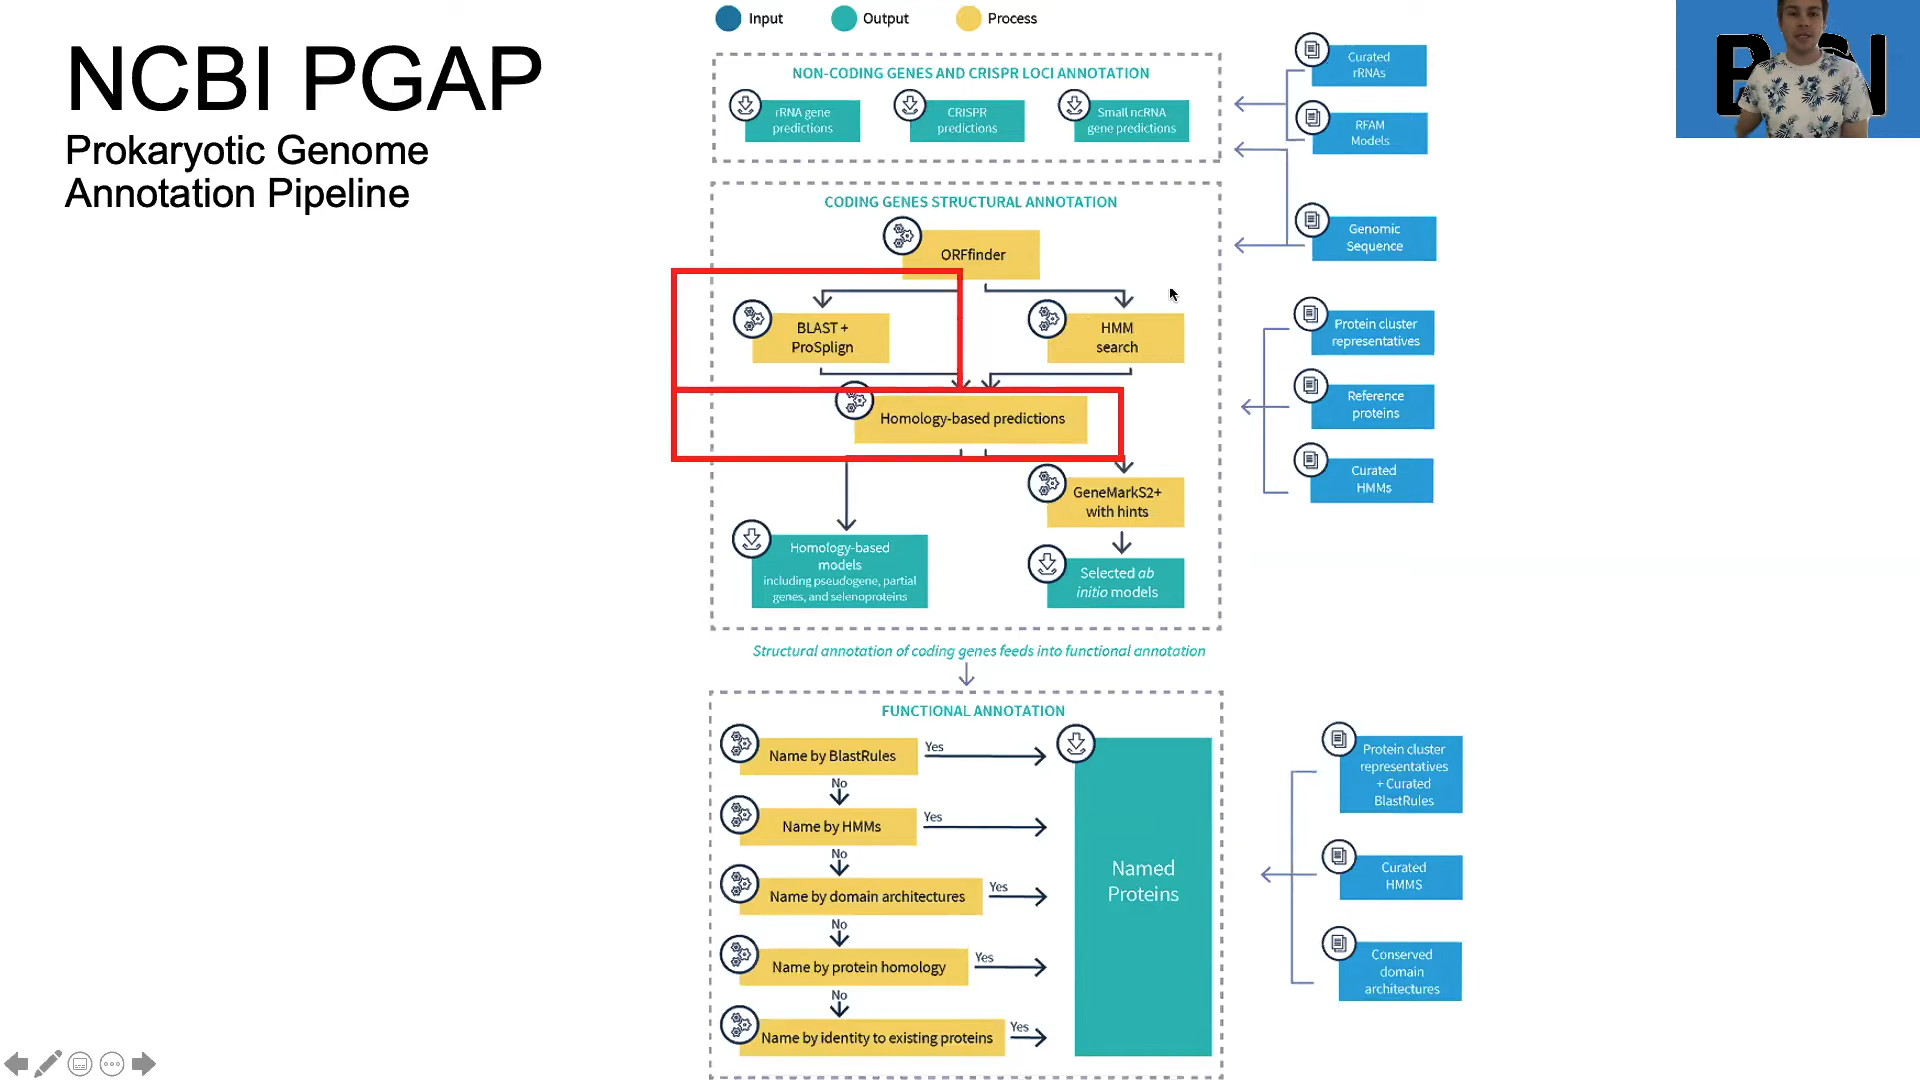 NCBI PGAP
Prokaryotic Genome
Annotation Pipeline
Input
Output
Process
NON-CODING GENES AND CRISPR LOCI ANNOTATION
rRNA gene
predictions
CRISPR
predictions
Small ncRNA
gene predictions
Curated
rRNAs
RFAM
Models
Genomic
Sequence
CODING GENES STRUCTURAL ANNOTATION
ORFfinder
BLAST +
ProSplign
HMM
search
Homology-based predictions
GeneMarkS2+
with hints
Homology-based
models
including pseudogene, partial
genes, and selenoproteins
Selected ab
initio models
Protein cluster
representatives
Reference
proteins
Curated
HMMs
Structural annotation of coding genes feeds into functional annotation
FUNCTIONAL ANNOTATION
Name by BlastRules
Yes
No
Name by HMMs
Yes
No
Name by domain architectures
Yes
No
Name by protein homology
Yes
No
Name by identity to existing proteins
Yes
Named
Proteins
Protein cluster
representatives
+ Curated
BlastRules
Curated
HMMS
Conserved
domain
architectures